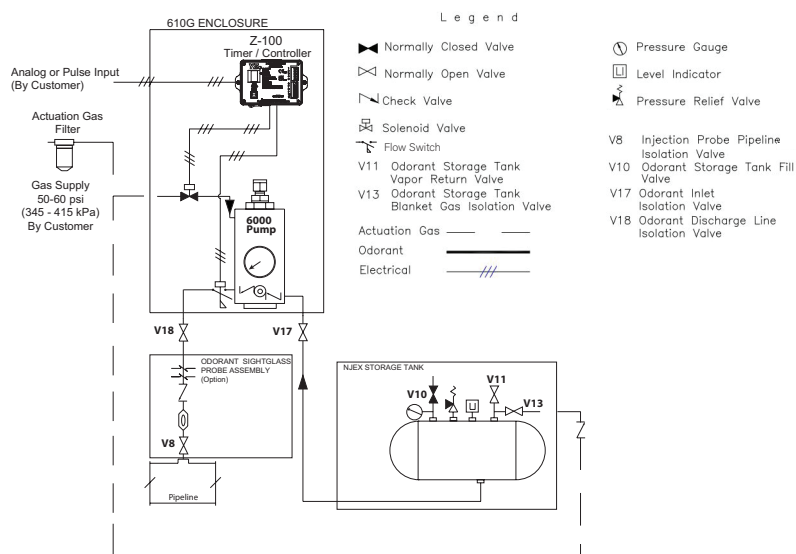 610G ENCLOSURE
Z-100
Timer / Controller
Analog or Pulse Input
(By Customer)
Actuation Gas
Filter
Gas Supply
50-60 psi
(345 - 415 kPa)
By Customer
6000
Pump
V18
V17
ODORANT SIGHTGLASS
PROBE ASSEMBLY
(Option)
V8
Pipeline
NJEX STORAGE TANK
V10
LI
V11
V13
Legend
Normally Closed Valve
Normally Open Valve
Check Valve
Solenoid Valve
Flow Switch
V11 Odorant Storage Tank
Vapor Return Valve
V13 Odorant Storage Tank
Blanket Gas Isolation Valve
Actuation Gas
Odorant
Electrical
Pressure Gauge
LI Level Indicator
Pressure Relief Valve
V8 Injection Probe Pipeline
Isolation Valve
V10 Odorant Storage Tank Fill
Valve
V17 Odorant Inlet
Isolation Valve
V18 Odorant Discharge Line
Isolation Valve